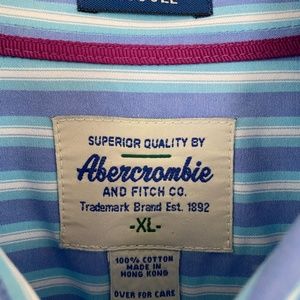 SUPERIOR QUALITY BY
Abercrombie
AND FITCH CO.
Trademark Brand Est. 1892
-XL-
100% COTTON
MADE IN
HONG KONG
OVER FOR CARE